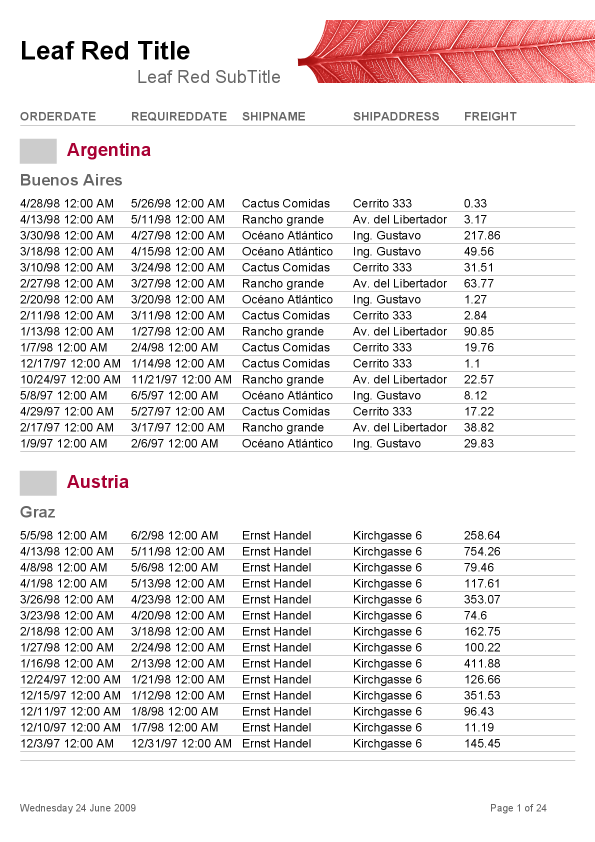 Leaf Red Title
Leaf Red SubTitle
ORDERDATE REQUIREDDATE SHIPNAME SHIPADDRESS FREIGHT
Argentina
Buenos Aires
4/28/98 12:00 AM 5/26/98 12:00 AM Cactus Comidas Cerrito 333 0.33
4/13/98 12:00 AM 5/11/98 12:00 AM Rancho grande Av. del Libertador 3.17
3/30/98 12:00 AM 4/27/98 12:00 AM Océano Atlántico Ing. Gustavo 217.86
3/18/98 12:00 AM 4/15/98 12:00 AM Océano Atlántico Ing. Gustavo 49.56
3/10/98 12:00 AM 3/24/98 12:00 AM Cactus Comidas Cerrito 333 31.51
2/27/98 12:00 AM 3/27/98 12:00 AM Rancho grande Av. del Libertador 63.77
2/20/98 12:00 AM 3/20/98 12:00 AM Océano Atlántico Ing. Gustavo 1.27
2/11/98 12:00 AM 3/11/98 12:00 AM Cactus Comidas Cerrito 333 2.84
1/13/98 12:00 AM 1/27/98 12:00 AM Rancho grande Av. del Libertador 90.85
1/7/98 12:00 AM 2/4/98 12:00 AM Cactus Comidas Cerrito 333 19.76
12/17/97 12:00 AM 1/14/98 12:00 AM Cactus Comidas Cerrito 333 1.1
10/24/97 12:00 AM 11/21/97 12:00 AM Rancho grande Av. del Libertador 22.57
5/8/97 12:00 AM 6/5/97 12:00 AM Océano Atlántico Ing. Gustavo 8.12
4/29/97 12:00 AM 5/27/97 12:00 AM Cactus Comidas Cerrito 333 17.22
2/17/97 12:00 AM 3/17/97 12:00 AM Rancho grande Av. del Libertador 38.82
1/9/97 12:00 AM 2/6/97 12:00 AM Océano Atlántico Ing. Gustavo 29.83
Austria
Graz
5/5/98 12:00 AM 6/2/98 12:00 AM Ernst Handel Kirchgasse 6 258.64
4/13/98 12:00 AM 5/11/98 12:00 AM Ernst Handel Kirchgasse 6 754.26
4/8/98 12:00 AM 5/6/98 12:00 AM Ernst Handel Kirchgasse 6 79.46
4/1/98 12:00 AM 5/13/98 12:00 AM Ernst Handel Kirchgasse 6 117.61
3/26/98 12:00 AM 4/23/98 12:00 AM Ernst Handel Kirchgasse 6 353.07
3/23/98 12:00 AM 4/20/98 12:00 AM Ernst Handel Kirchgasse 6 74.6
2/18/98 12:00 AM 3/18/98 12:00 AM Ernst Handel Kirchgasse 6 162.75
1/27/98 12:00 AM 2/24/98 12:00 AM Ernst Handel Kirchgasse 6 100.22
1/16/98 12:00 AM 2/13/98 12:00 AM Ernst Handel Kirchgasse 6 411.88
12/24/97 12:00 AM 1/21/98 12:00 AM Ernst Handel Kirchgasse 6 126.66
12/15/97 12:00 AM 1/12/98 12:00 AM Ernst Handel Kirchgasse 6 351.53
12/11/97 12:00 AM 1/8/98 12:00 AM Ernst Handel Kirchgasse 6 96.43
12/10/97 12:00 AM 1/7/98 12:00 AM Ernst Handel Kirchgasse 6 11.19
12/3/97 12:00 AM 12/31/97 12:00 AM Ernst Handel Kirchgasse 6 145.45
Wednesday 24 June 2009 Page 1 of 24